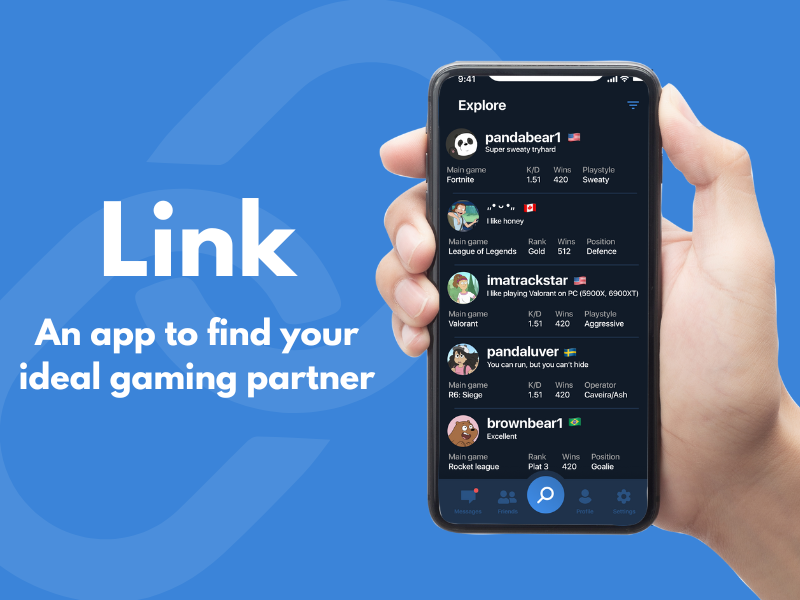 Link
An app to find your
ideal gaming partner
9:41
Explore
pandabear1
Super sweaty tryhard
Main game K/D Wins Playstyle
Fortnite 1.51 420 Sweaty
I like honey
Main game Rank Wins Position
League of Legends Gold 512 Defence
imatrackstar
I like playing Valorant on PC (5900X, 6900XT)
Main game K/D Wins Playstyle
Valorant 1.51 420 Aggressive
pandaluver
You can run, but you can't hide
Main game K/D Wins Operator
R6: Siege 1.51 420 Caveira/Ash
brownbear1
Excellent
Main game Rank Wins Position
Rocket league Plat 3 420 Goalie
Messages Friends Profile Settings